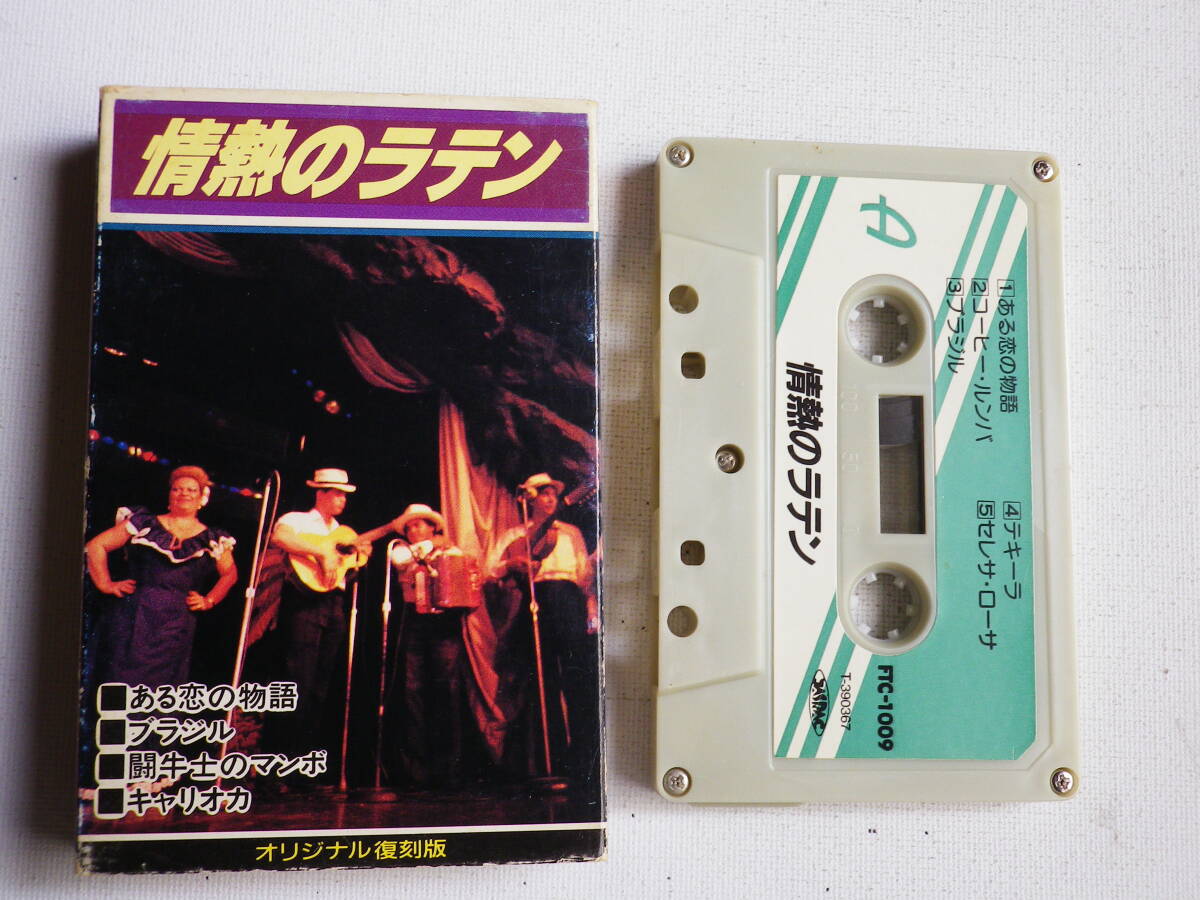 情熱のラテン
■ある恋の物語
■ブラジル
■闘牛士のマンボ
■キャリオカ
オリジナル復刻版
A
1ある恋の物語
2コーヒー・ルンバ
3ブラジル
4テキーラ
5セレサ・ローサ
情熱のラテン
100 50
JASRAC
T-390367
FTC-1009